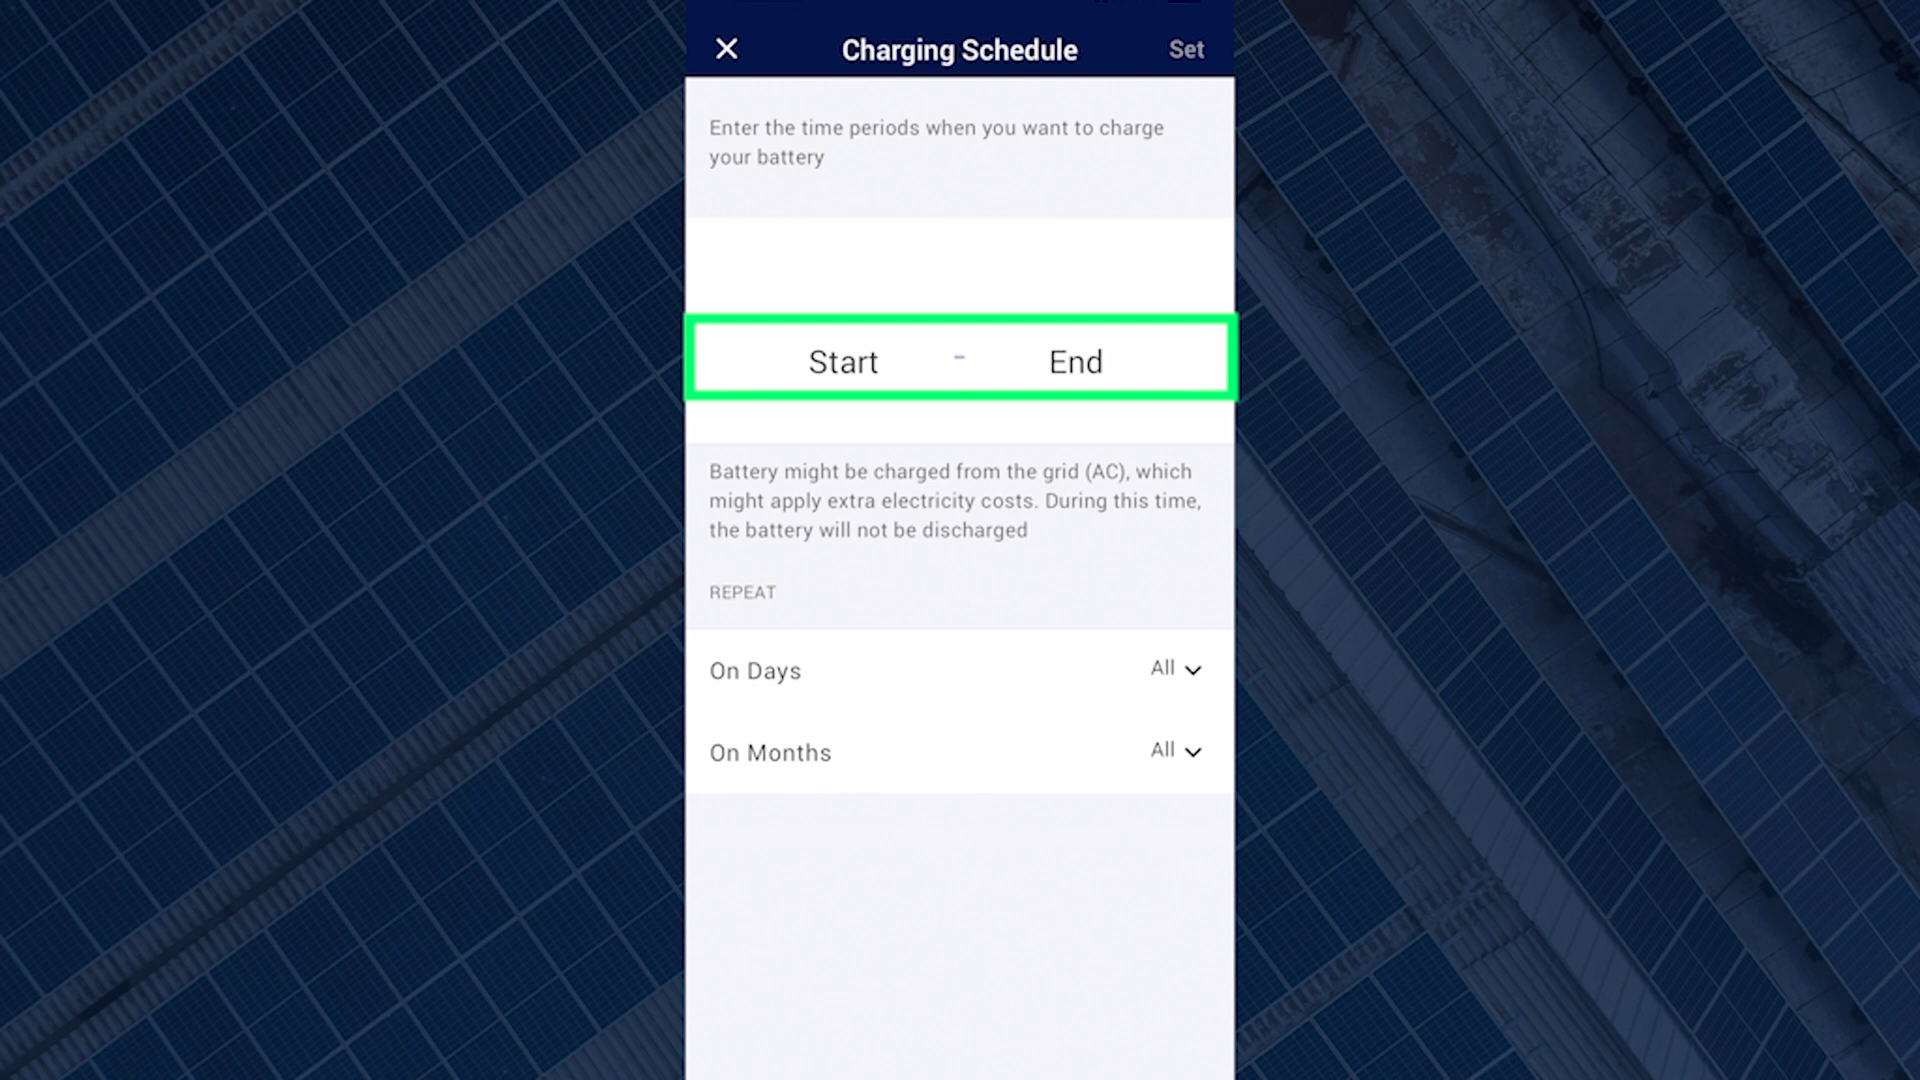 Charging Schedule
Set
Enter the time periods when you want to charge
your battery
Start - End
Battery might be charged from the grid (AC), which
might apply extra electricity costs. During this time,
the battery will not be discharged
REPEAT
On Days All
On Months All